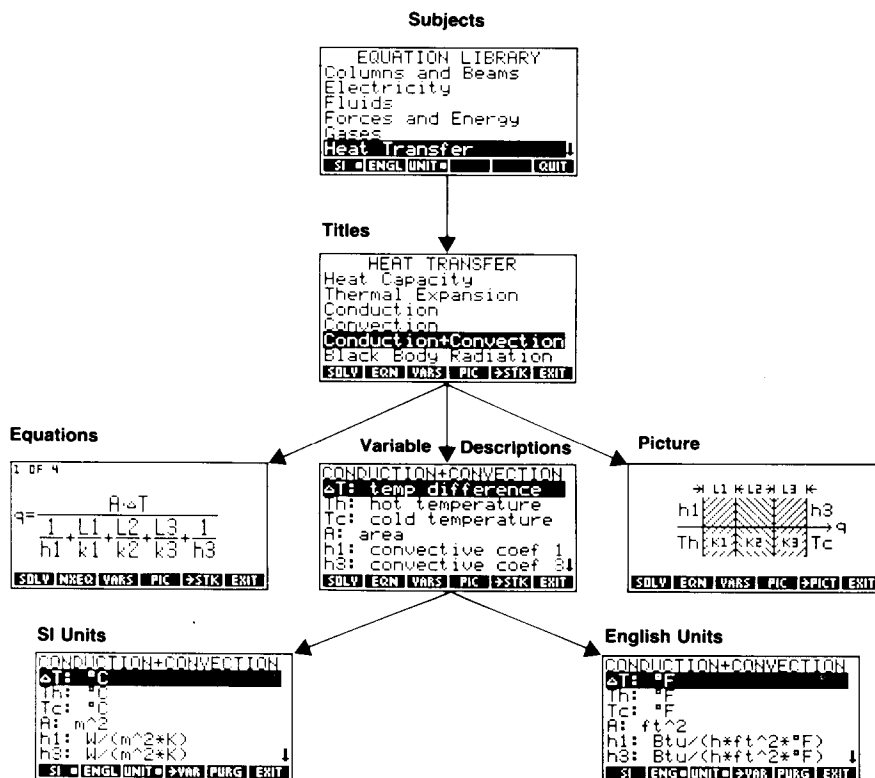 Subjects
EQUATION LIBRARY
Columns and Beams
Electricity
Fluids
Forces and Energy
Gases
Heat Transfer ↓
SI ▪ ENGL UNIT▪ QUIT
Titles
HEAT TRANSFER
Heat Capacity
Thermal Expansion
Conduction
Convection
Conduction+Convection
Black Body Radiation
SOLV EQN VARS PIC →STK EXIT
Equations
1 OF 4
q= A·△T / (1/h1 + L1/k1 + L2/k2 + L3/k3 + 1/h3)
SOLV NXEQ VARS PIC →STK EXIT
Variable Descriptions
CONDUCTION+CONVECTION
△T: temp difference
Th: hot temperature
Tc: cold temperature
A: area
h1: convective coef 1
h3: convective coef 3↓
SOLV EQN VARS PIC →STK EXIT
Picture
L1 L2 L3
h1 h3
q
Th K1 K2 K3 Tc
SOLV EQN VARS PIC →PICT EXIT
SI Units
CONDUCTION+CONVECTION
△T: °C
Th: °C
Tc: °C
A: m^2
h1: W/(m^2*K)
h3: W/(m^2*K) ↓
SI ▪ ENGL UNIT▪ →VAR PURG EXIT
English Units
CONDUCTION+CONVECTION
△T: °F
Th: °F
Tc: °F
A: ft^2
h1: Btu/(h*ft^2*°F)
h3: Btu/(h*ft^2*°F) ↓
SI ENG▪ UNIT▪ →VAR PURG EXIT